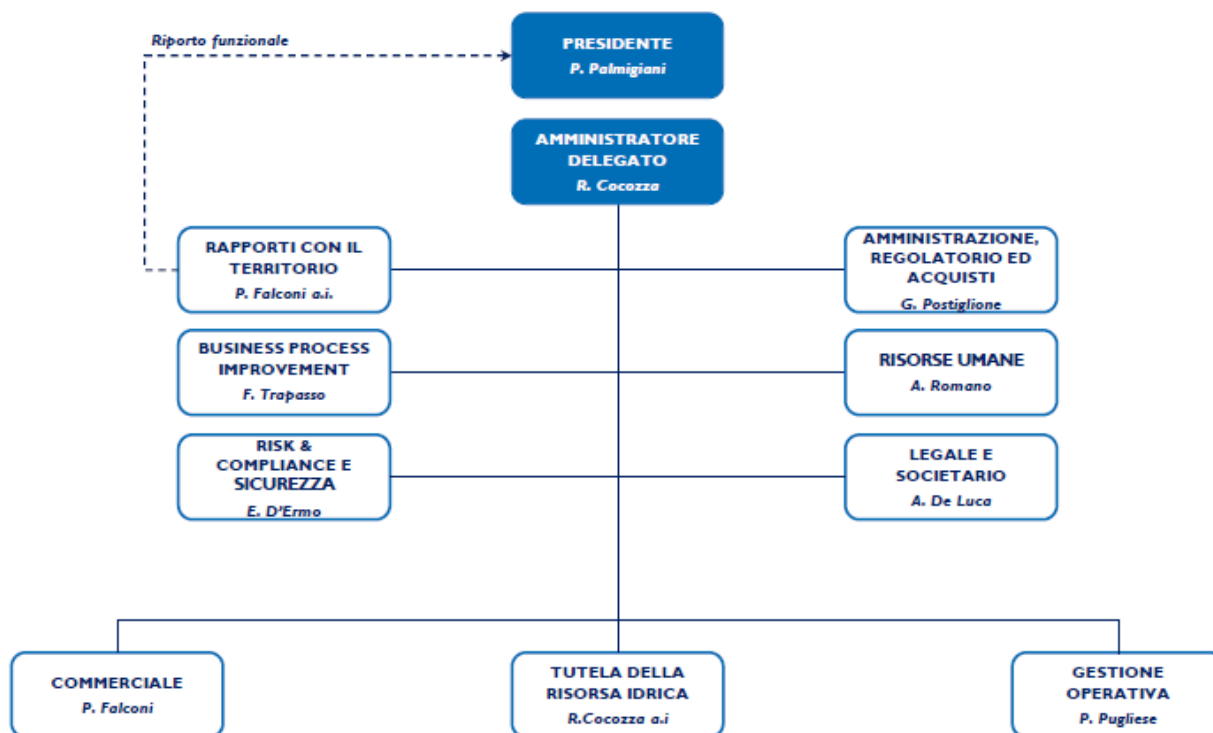 Riporto funzionale
PRESIDENTE
P. Palmigiani
AMMINISTRATORE
DELEGATO
R. Cocozza
RAPPORTI CON IL
TERRITORIO
P. Falconi a.i.
AMMINISTRAZIONE,
REGOLATORIO ED
ACQUISTI
G. Postiglione
BUSINESS PROCESS
IMPROVEMENT
F. Trapasso
RISORSE UMANE
A. Romano
RISK &
COMPLIANCE E
SICUREZZA
E. D'Ermo
LEGALE E
SOCIETARIO
A. De Luca
COMMERCIALE
P. Falconi
TUTELA DELLA
RISORSA IDRICA
R.Cocozza a.i
GESTIONE
OPERATIVA
P. Pugliese